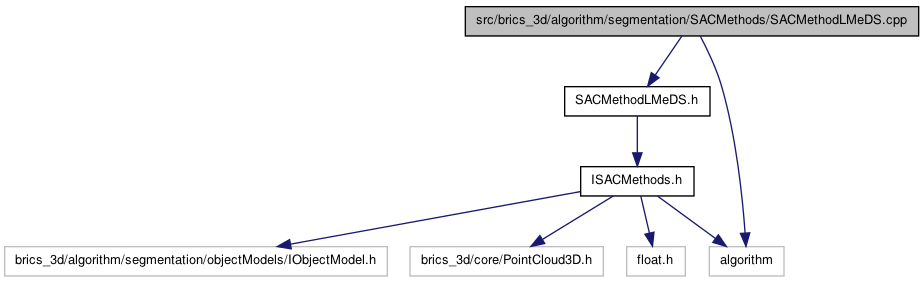 src/brics_3d/algorithm/segmentation/SACMethods/SACMethodLMeDS.cpp
SACMethodLMeDS.h
ISACMethods.h
brics_3d/algorithm/segmentation/objectModels/IObjectModel.h
brics_3d/core/PointCloud3D.h
float.h
algorithm